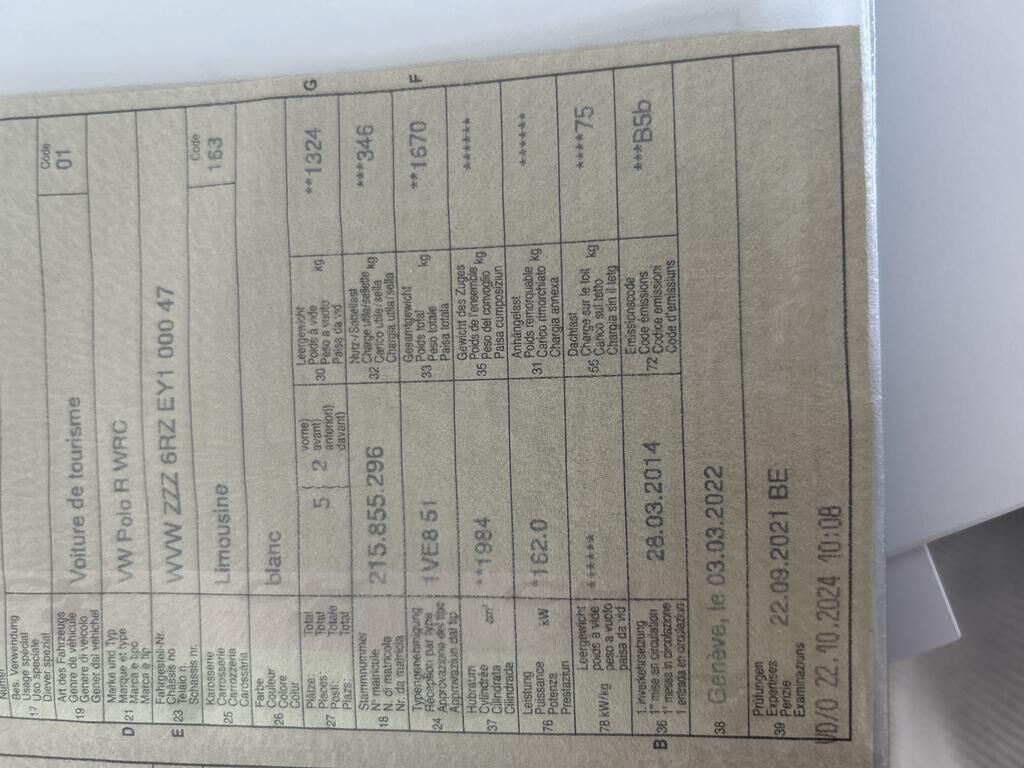 Res. Verwendung
Usage spécial
17 Uso speciale
Diever spezial
Art des Fahrzeugs
Genre de véhicule
19 Genere di veicolo
Gener dal vehichel
Voiture de tourisme
Code
01
Marke und Typ
D 21 Marque et type
Marca e tipo
Marca e tip
VW Polo R WRC
Fahrgestell-Nr.
Châssis no
E 23 Telaio n.
Schassis nr.
WVW ZZZ 6RZ EY1 000 47
Karosserie
Carrosserie
25 Carrozzeria
Carossaria
Limousine
Code
163
Farbe
Couleur
26 Colore
Colur
blanc
Plätze: Total
Places: Total
27 Posti: Totale
Plazs: Total
5
2
vorne)
avant)
anteriori)
davant)
Leergewicht
Poids à vide
30 Peso a vuoto kg
Paisa da vid
**1324
G
Stammnummer
N° matricule
18 N. di matricola
Nr. da matricla
215.855.296
Nutz-/Sattellast
Charge utile/sellette
32 Carico utile/sella kg
Chargia utila/sella
***346
Typengenehmigung
Réception par type
24 Approvazione del tipo
Approvaziun dal tip
1VE8 51
Gesamtgewicht
Poids total
33 Peso totale kg
Paisa totala
**1670
F
Hubraum
Cylindrée
37 Cilindrata cm³
Cilindrada
**1984
Gewicht des Zuges
Poids de l'ensemble
35 Peso del convoglio kg
Paisa cumposiziun
******
Leistung
Puissance
76 Potenza kW
Prestaziun
*162.0
Anhängelast
Poids remorquable
31 Carico rimorchiato kg
Chargia annexa
******
Leergewicht
poids à vide
78 kW/kg peso a vuoto
paisa da vid
******
Dachlast
Charge sur le toit
55 Carico sul tetto kg
Chargia sin il tetg
****75
1. Inverkehrsetzung
1re mise en circulation
B 36 1a messa in circolazione
1 entrada en circulaziun
28.03.2014
Emissionscode
Code émissions
72 Codice emissioni
Code d'emissiuns
***B5b
38 Genève, le 03.03.2022
Prüfungen
Expertises
39 Perizie
Examinaziuns
22.09.2021 BE
VD/0 22.10.2024 10:08